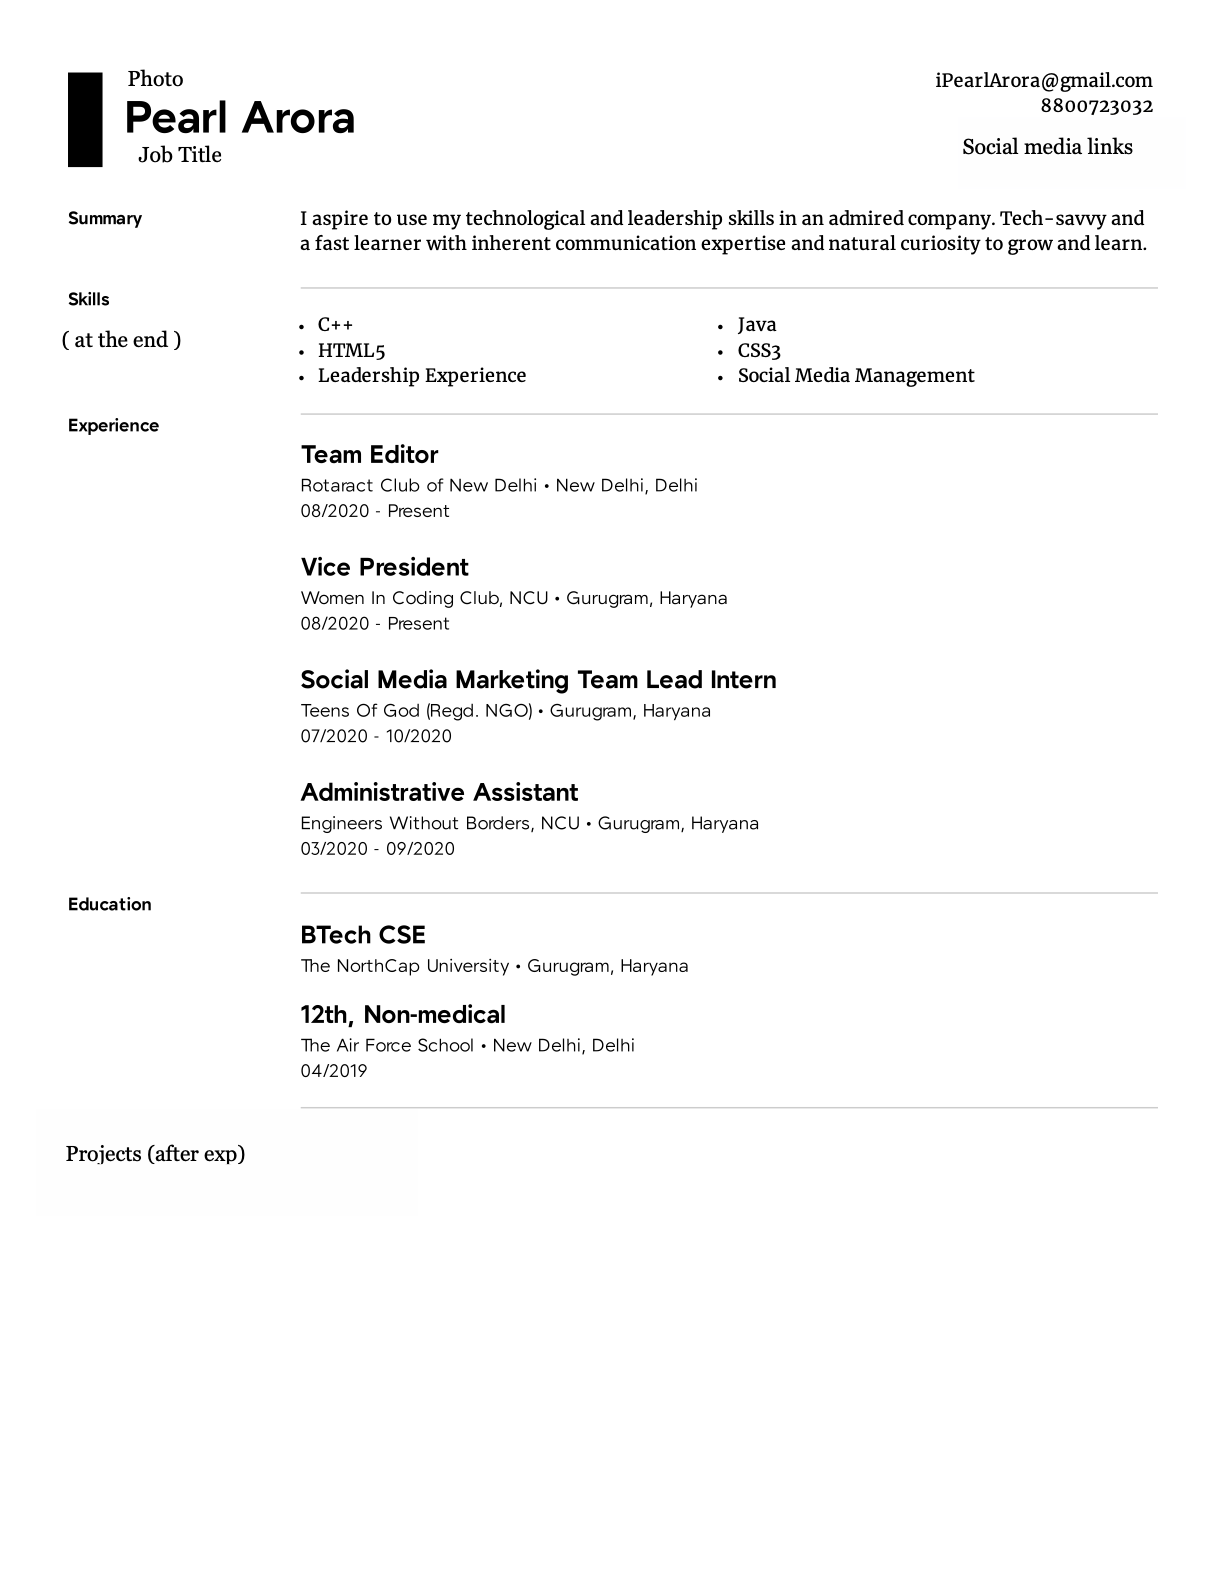 Photo
Pearl Arora
Job Title
iPearlArora@gmail.com
8800723032
Social media links
Summary
I aspire to use my technological and leadership skills in an admired company. Tech-savvy and
a fast learner with inherent communication expertise and natural curiosity to grow and learn.
Skills
( at the end )
• C++
• HTML5
• Leadership Experience
• Java
• CSS3
• Social Media Management
Experience
Team Editor
Rotaract Club of New Delhi • New Delhi, Delhi
08/2020 - Present
Vice President
Women In Coding Club, NCU • Gurugram, Haryana
08/2020 - Present
Social Media Marketing Team Lead Intern
Teens Of God (Regd. NGO) • Gurugram, Haryana
07/2020 - 10/2020
Administrative Assistant
Engineers Without Borders, NCU • Gurugram, Haryana
03/2020 - 09/2020
Education
BTech CSE
The NorthCap University • Gurugram, Haryana
12th, Non-medical
The Air Force School • New Delhi, Delhi
04/2019
Projects (after exp)